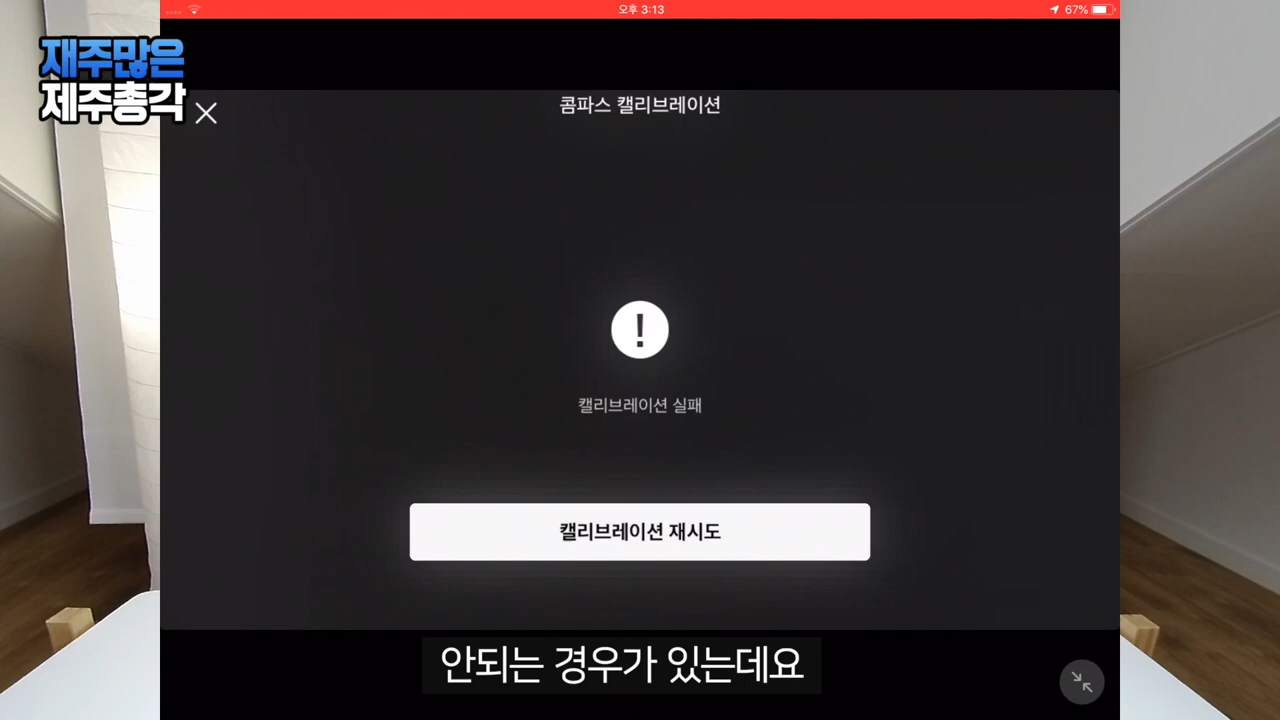 오후 3:13
67%
재주많은
제주총각
콤파스 캘리브레이션
캘리브레이션 실패
캘리브레이션 재시도
안되는 경우가 있는데요